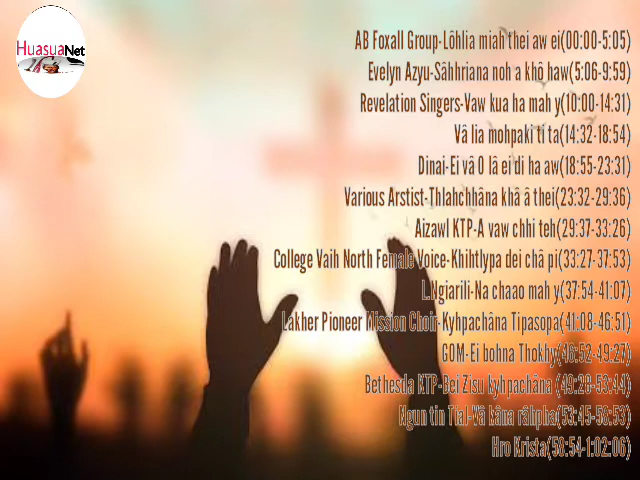 HuasuaNet
AB Foxall Group-Lôhlia miah thei aw ei(00:00-5:05)
Evelyn Azyu-Sâhhriana noh a khô haw(5:06-9:59)
Revelation Singers-Vaw kua ha mah y(10:00-14:31)
Vâ lia mohpaki ti ta(14:32-18:54)
Dinai-Ei vâ O lâ ei di ha aw(18:55-23:31)
Various Arstist-Thlahchhâna khâ â thei(23:32-29:36)
Aizawl KTP-A vaw chhi teh(29:37-33:26)
College Vaih North Female Voice-Khihtlypa dei châ pi(33:27-37:53)
L.Ngiarili-Na chaao mah y(37:54-41:07)
Lakher Pioneer Mission Choir-Kyhpachâna Tipasopa(41:08-46:51)
GOM-Ei bohna Thokhy(46:52-49:27)
Bethesda KTP-Bei Zisu kyhpachâna (49:28-53:44)
Ngun tin Tial-Vâ kâna râhpha(53:45-58:53)
Hro Krista(58:54-1:02:06)